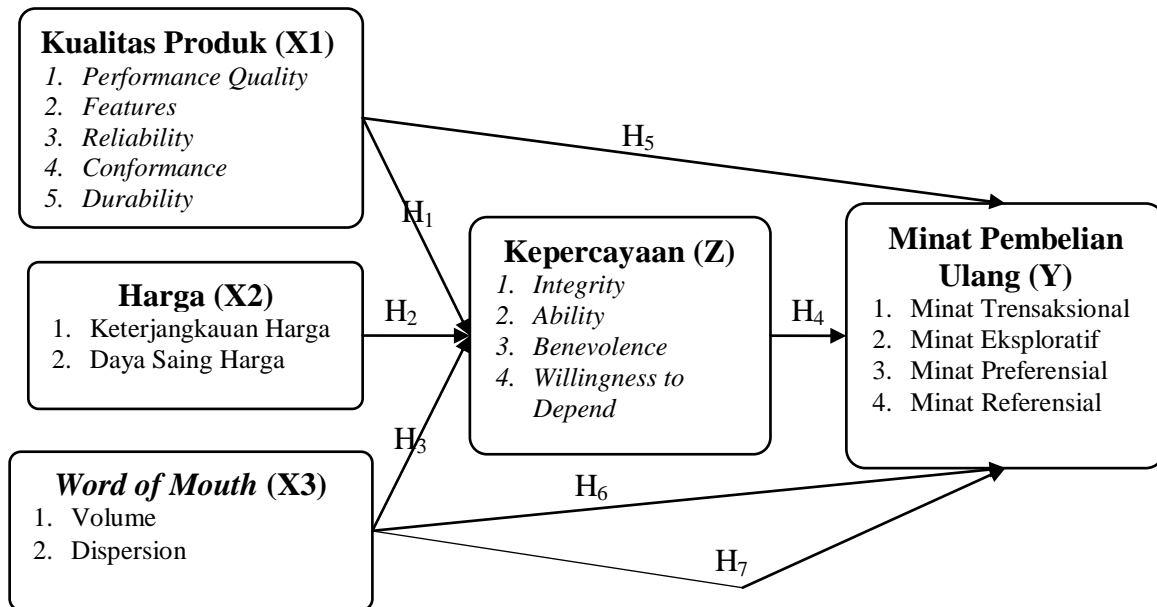 Kualitas Produk (X1)
1. Performance Quality
2. Features
3. Reliability
4. Conformance
5. Durability
H5
H1
Harga (X2)
1. Keterjangkauan Harga
2. Daya Saing Harga
H2
Kepercayaan (Z)
1. Integrity
2. Ability
3. Benevolence
4. Willingness to
Depend
H4
Minat Pembelian
Ulang (Y)
1. Minat Trensaksional
2. Minat Eksploratif
3. Minat Preferensial
4. Minat Referensial
H3
Word of Mouth (X3)
1. Volume
2. Dispersion
H6
H7